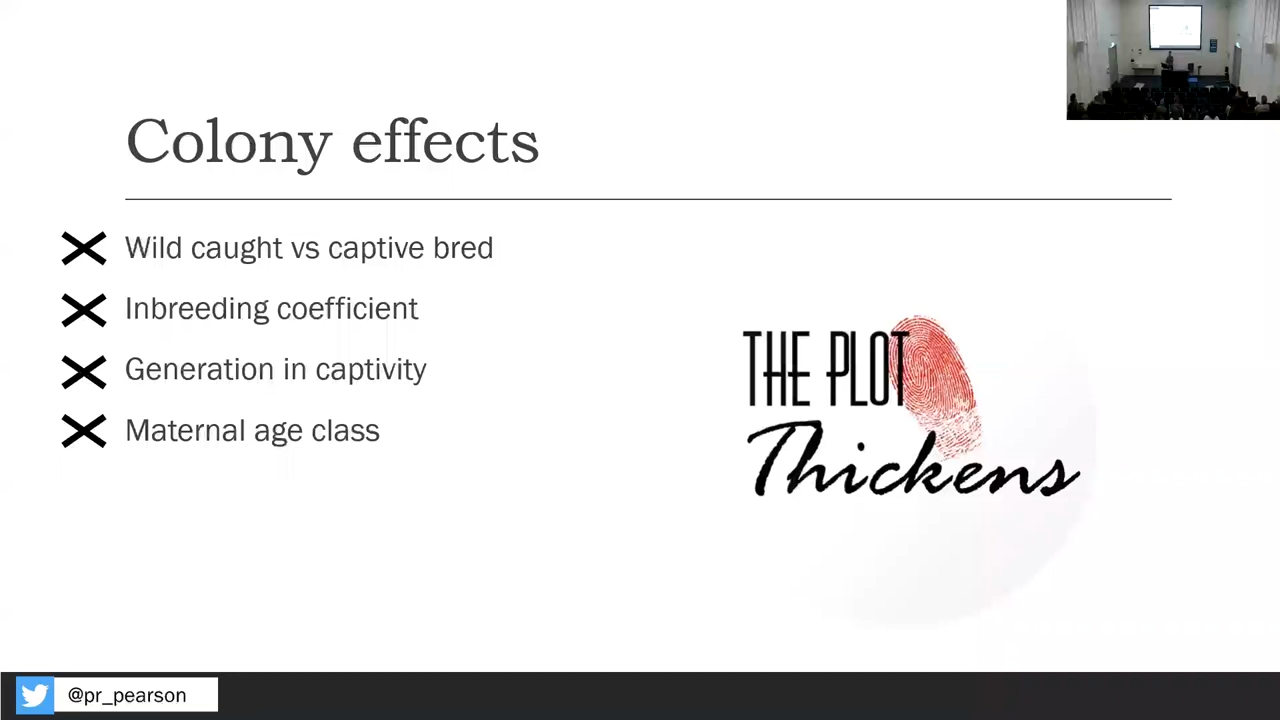 Colony effects
Wild caught vs captive bred
Inbreeding coefficient
Generation in captivity
Maternal age class
THE PLOT
Thickens
@pr_pearson